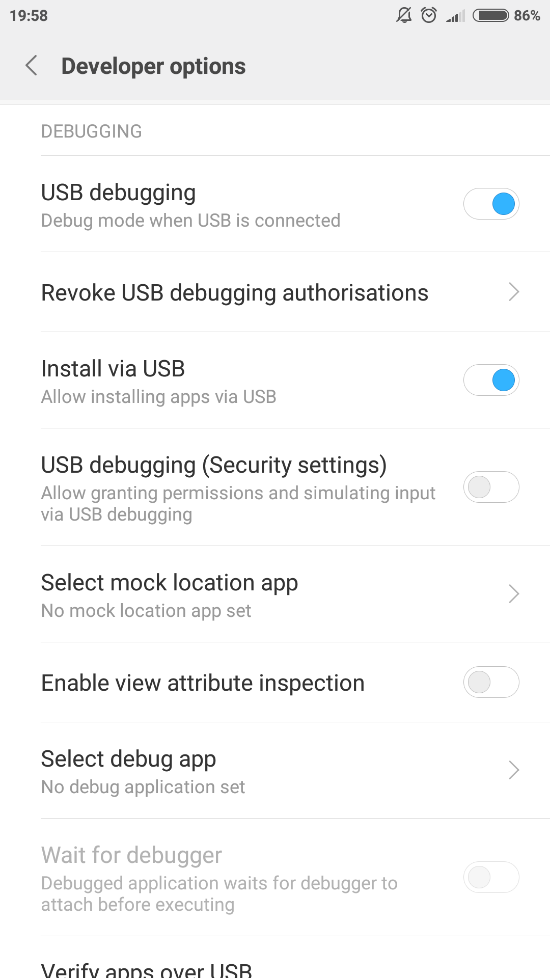 19:58
86%
Developer options
DEBUGGING
USB debugging
Debug mode when USB is connected
Revoke USB debugging authorisations
Install via USB
Allow installing apps via USB
USB debugging (Security settings)
Allow granting permissions and simulating input
via USB debugging
Select mock location app
No mock location app set
Enable view attribute inspection
Select debug app
No debug application set
Wait for debugger
Debugged application waits for debugger to
attach before executing
Verify apps over USB